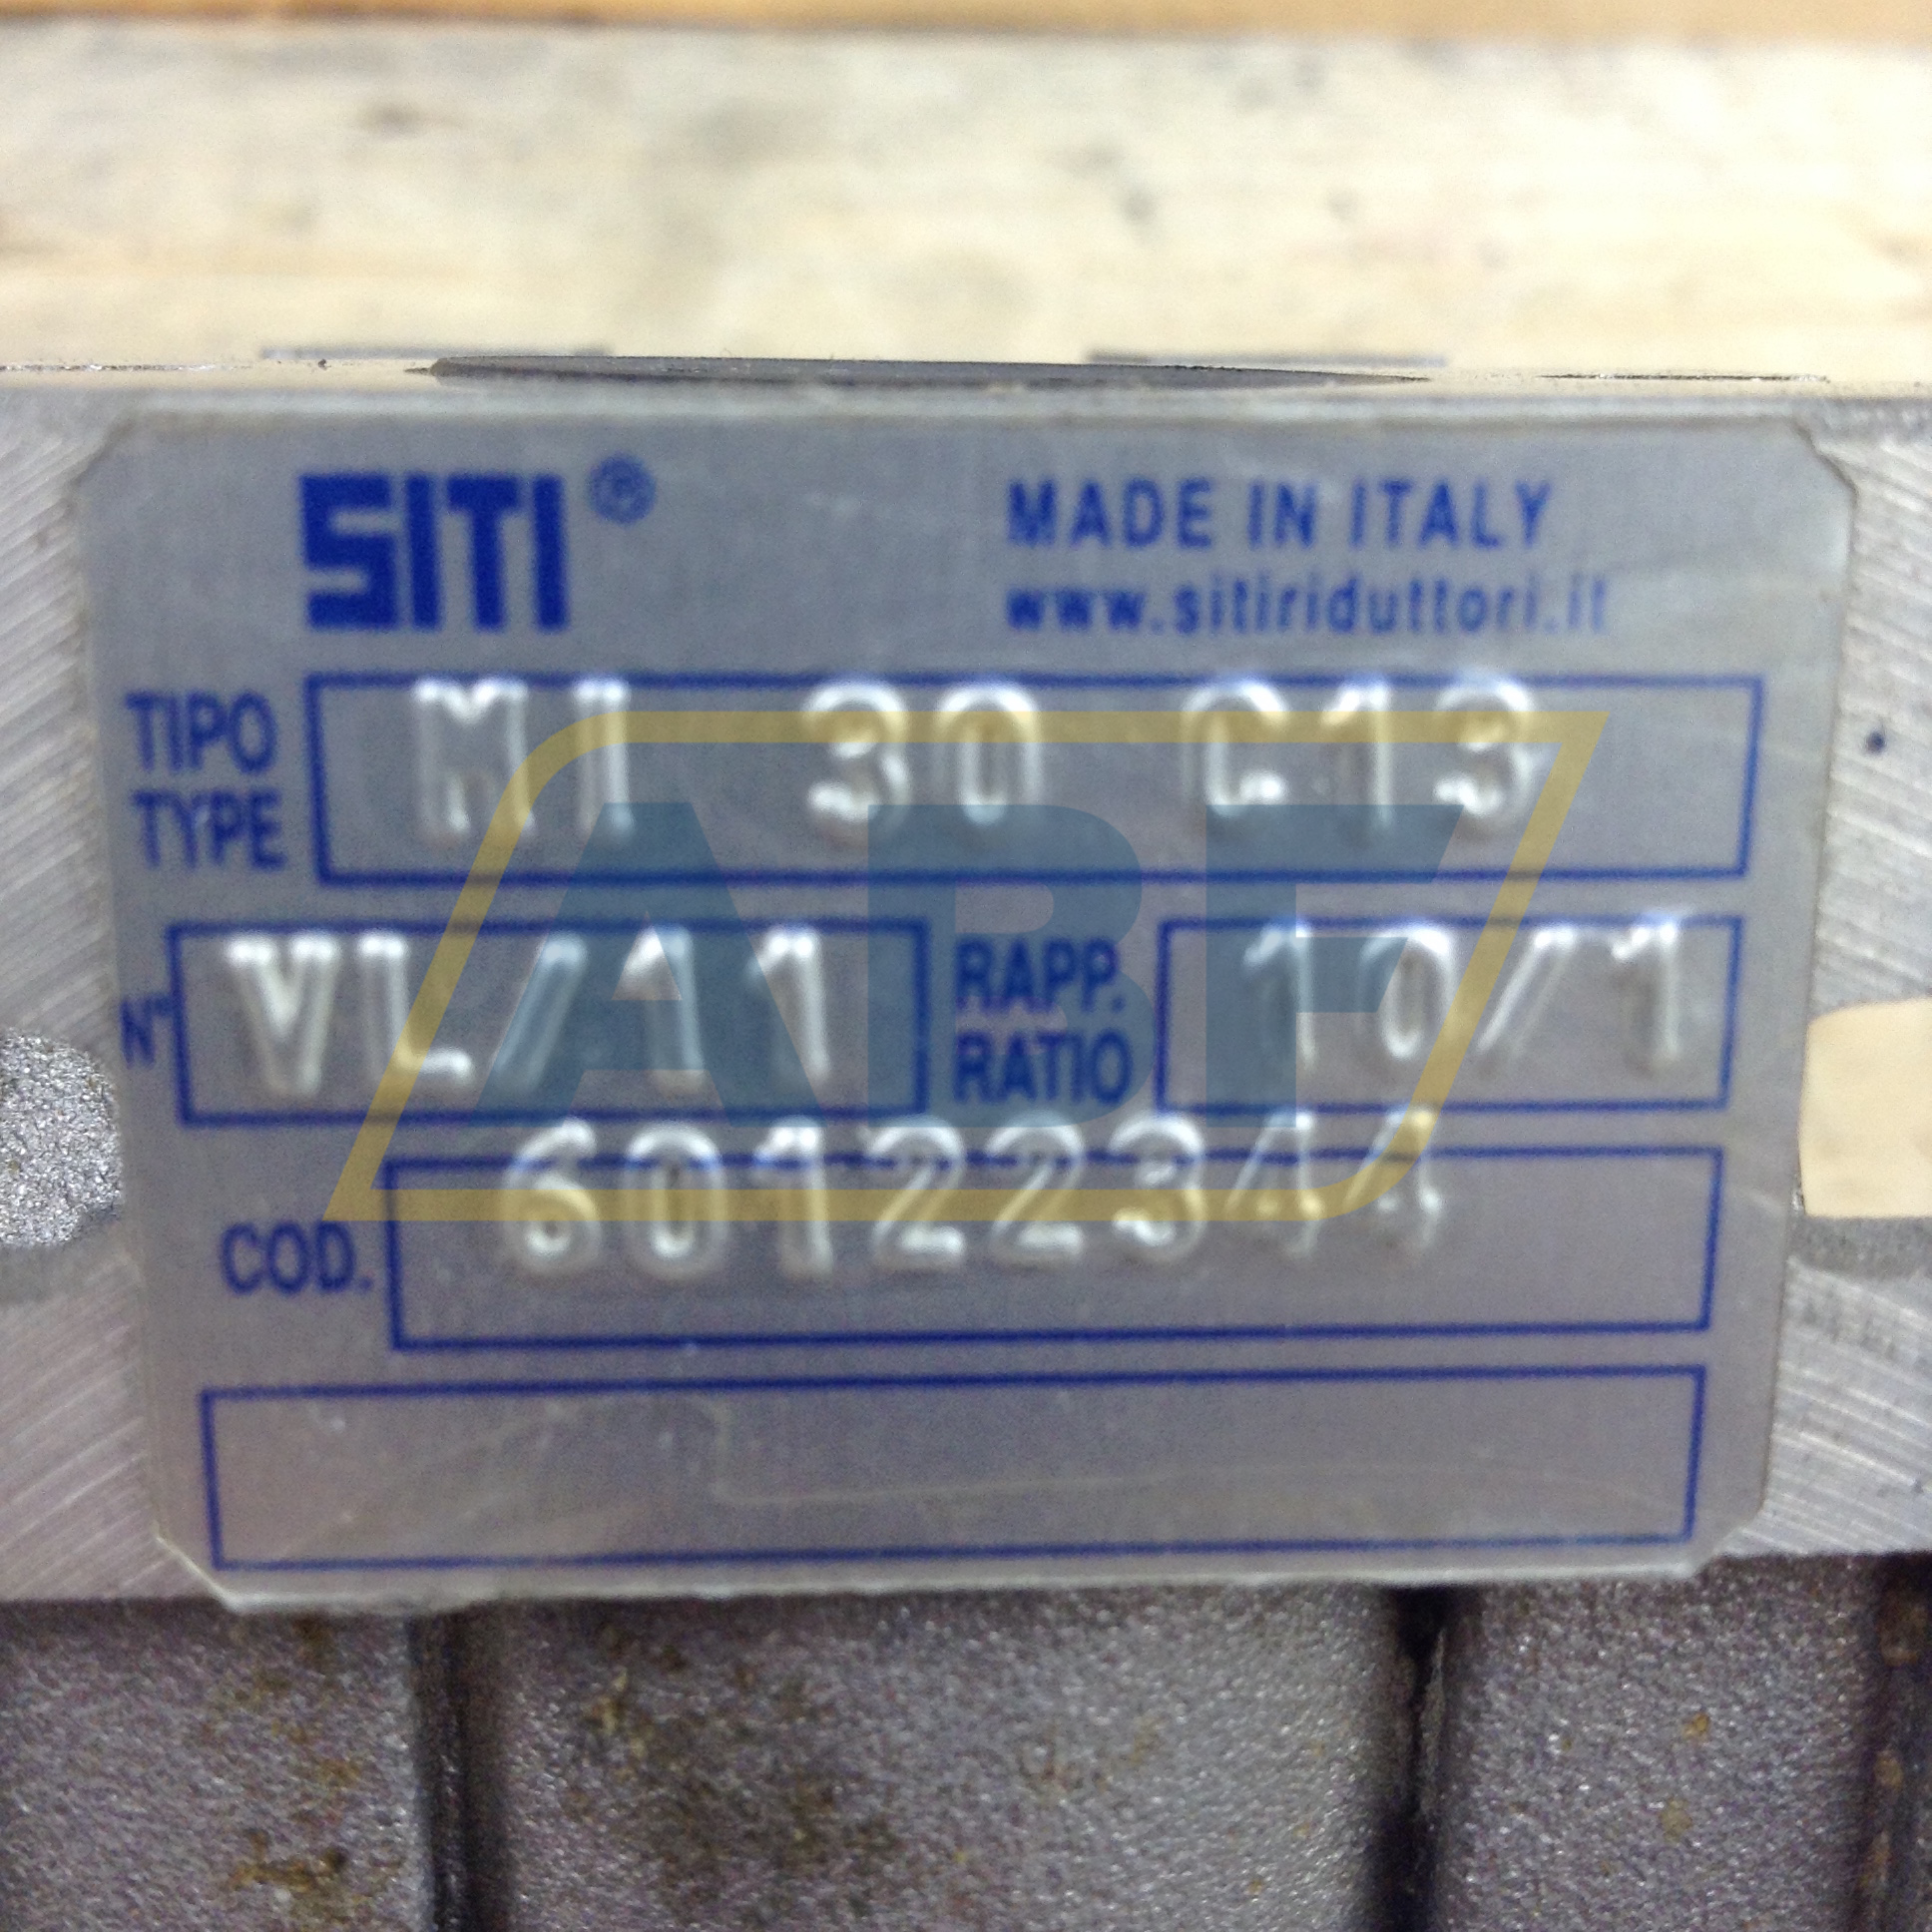 SITI ®
MADE IN ITALY
www.sitiriduttori.it
TIPO
TYPE
MI 30 C13
N° VL/11
RAPP.
RATIO
10/1
COD. 60122344
ABF